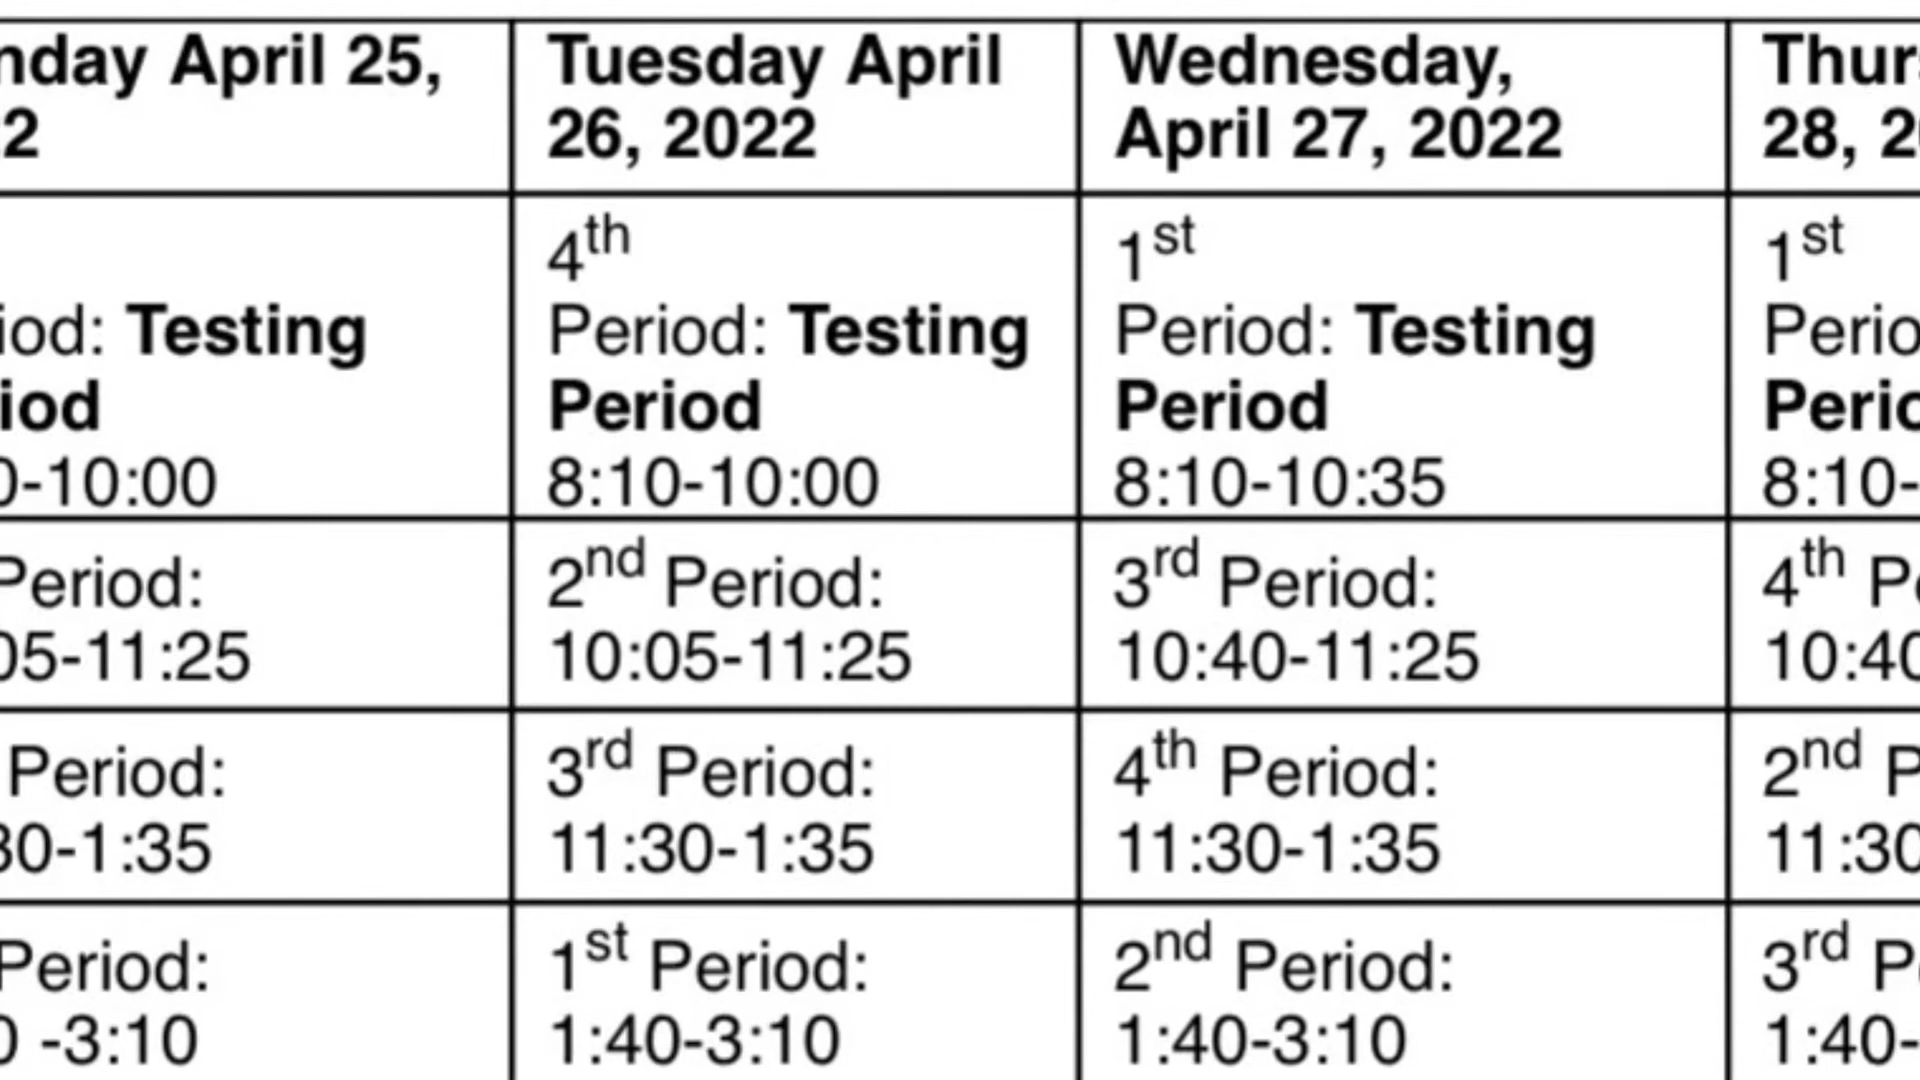 nday April 25,
2
iod: Testing
iod
0-10:00
Period:
05-11:25
Period:
30-1:35
Period:
0 -3:10
Tuesday April
26, 2022
4th
Period: Testing
Period
8:10-10:00
2nd Period:
10:05-11:25
3rd Period:
11:30-1:35
1st Period:
1:40-3:10
Wednesday,
April 27, 2022
1st
Period: Testing
Period
8:10-10:35
3rd Period:
10:40-11:25
4th Period:
11:30-1:35
2nd Period:
1:40-3:10
Thur
28, 2
1st
Perio
Perio
8:10-
4th P
10:40
2nd P
11:30
3rd P
1:40-